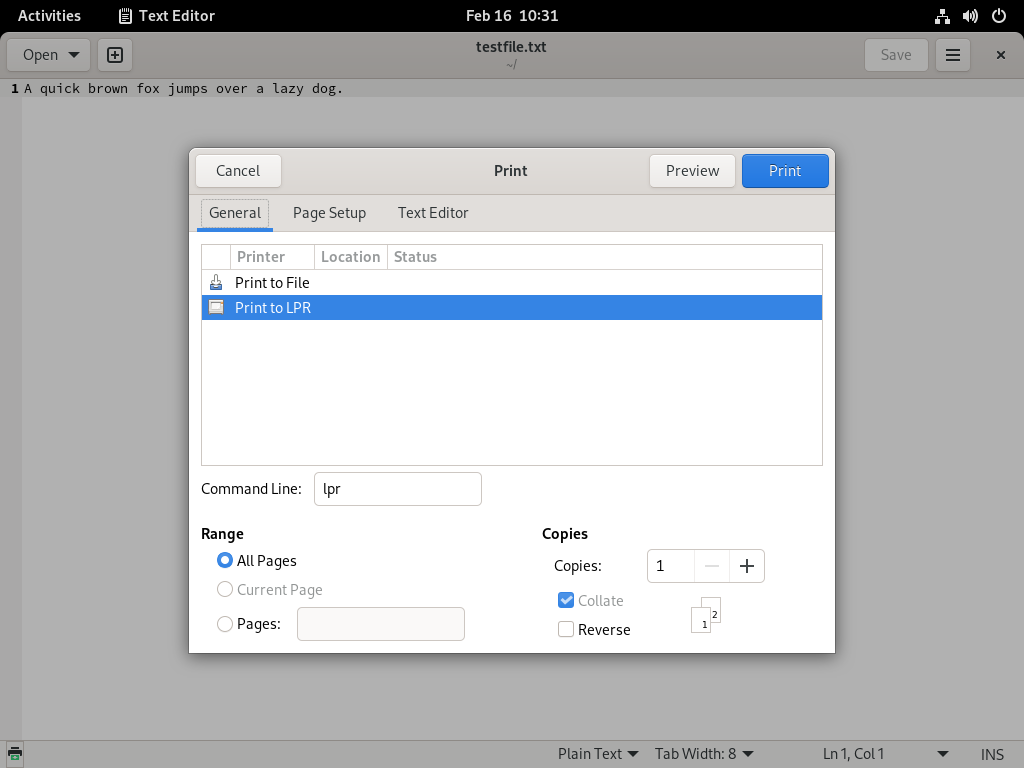 Activities Text Editor Feb 16 10:31
Open testfile.txt Save
~/
1 A quick brown fox jumps over a lazy dog.
Cancel Print Preview Print
General Page Setup Text Editor
Printer Location Status
Print to File
Print to LPR
Command Line: lpr
Range Copies
All Pages Copies: 1
Current Page Collate
Pages: Reverse
1 2
Plain Text Tab Width: 8 Ln 1, Col 1 INS